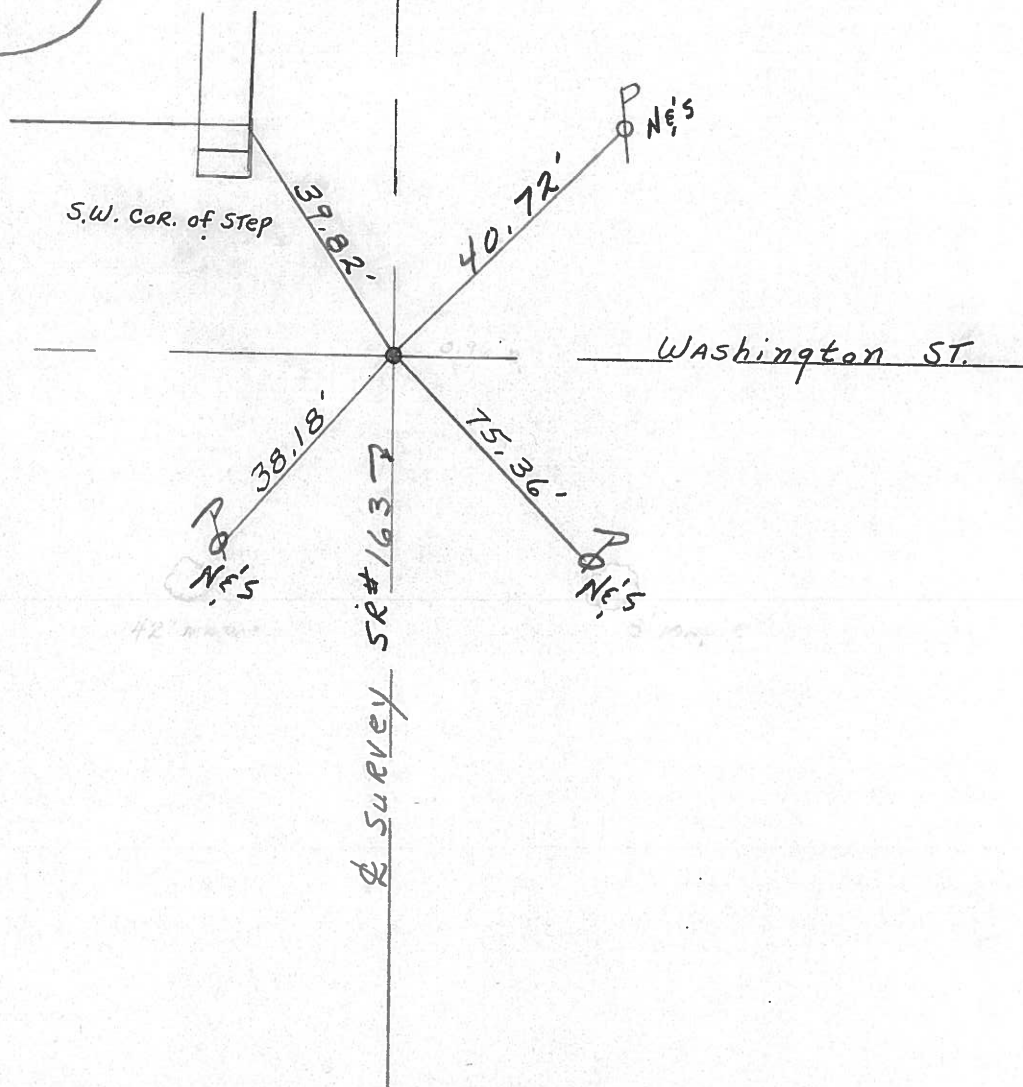 N&'S
39.82'
40.72'
S.W. COR. of STEP
WAShington ST.
38.18'
75.36'
N&'S
N&'S
SR#163
℄ SURVEY